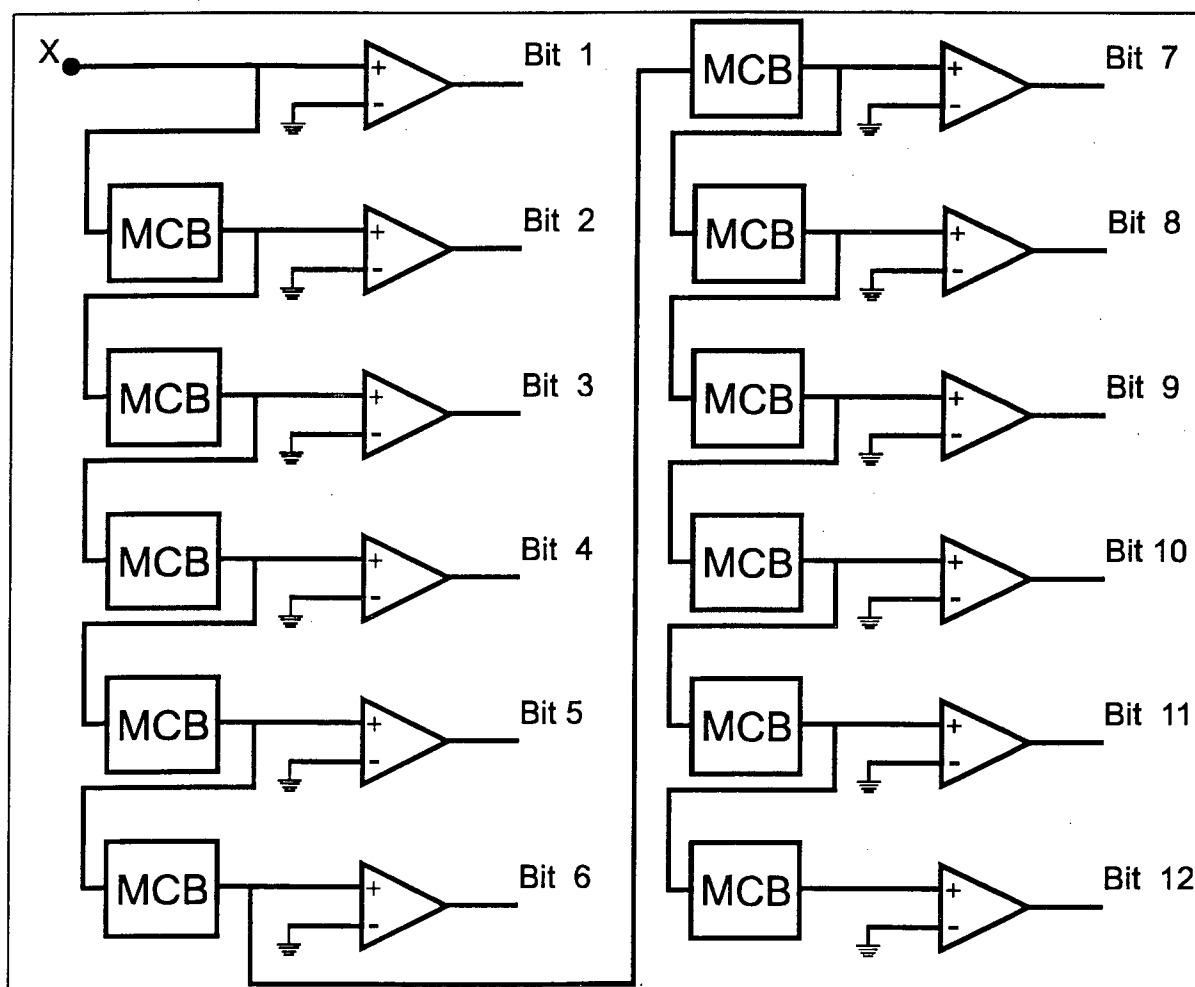 X
+
-
Bit 1
MCB
+
-
Bit 2
MCB
+
-
Bit 3
MCB
+
-
Bit 4
MCB
+
-
Bit 5
MCB
+
-
Bit 6
MCB
+
-
Bit 7
MCB
+
-
Bit 8
MCB
+
-
Bit 9
MCB
+
-
Bit 10
MCB
+
-
Bit 11
MCB
+
-
Bit 12